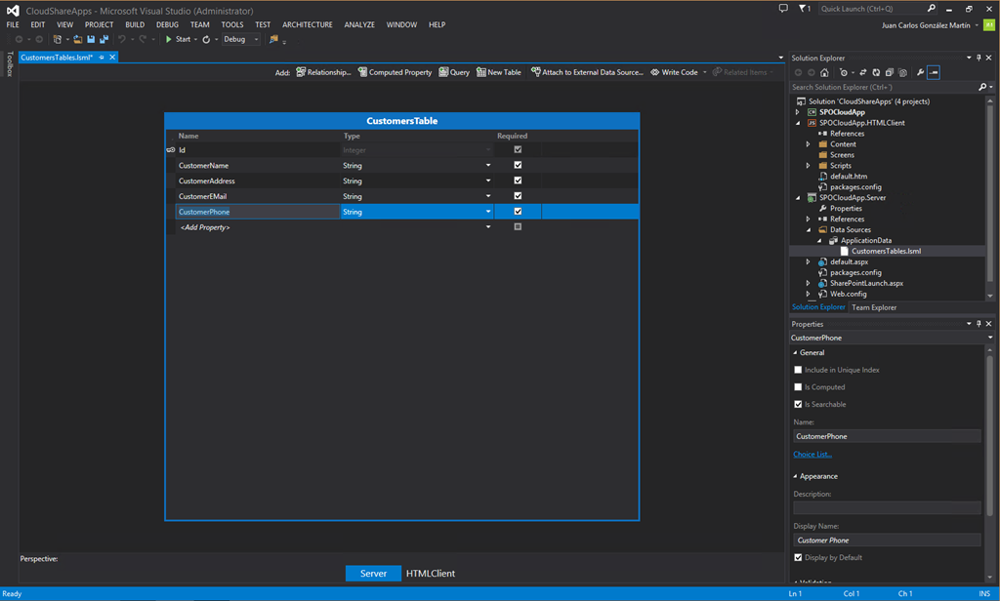 CloudShareApps - Microsoft Visual Studio (Administrator)
1
Quick Launch (Ctrl+Q)
FILE EDIT VIEW PROJECT BUILD DEBUG TEAM TOOLS TEST ARCHITECTURE ANALYZE WINDOW HELP
Juan Carlos González Martín
Start
Debug
Toolbox
CustomersTables.lsml*
Add: Relationship... Computed Property Query New Table Attach to External Data Source... Write Code Related Items
CustomersTable
Name Type Required
Id Integer
CustomerName String
CustomerAddress String
CustomerEMail String
CustomerPhone String
<Add Property>
Perspective:
Server HTMLClient
Solution Explorer
Search Solution Explorer (Ctrl+´)
Solution 'CloudShareApps' (4 projects)
SPOCloudApp
SPOCloudApp.HTMLClient
References
Content
Screens
Scripts
default.htm
packages.config
SPOCloudApp.Server
Properties
References
Data Sources
ApplicationData
CustomersTables.lsml
default.aspx
packages.config
SharePointLaunch.aspx
Web.config
Solution Explorer Team Explorer
Properties
CustomerPhone
General
Include in Unique Index
Is Computed
Is Searchable
Name:
CustomerPhone
Choice List...
Appearance
Description:
Display Name:
Customer Phone
Display by Default
Validation
Ready Ln 1 Col 1 Ch 1 INS